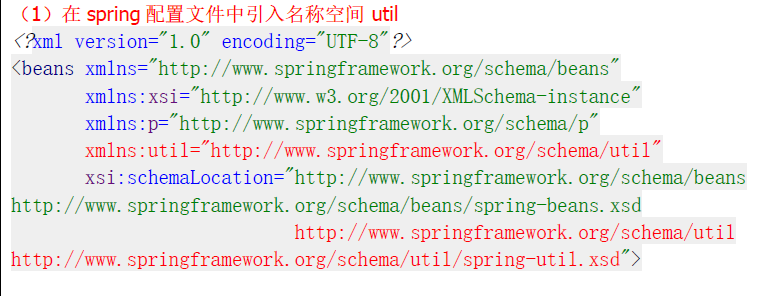 （1）在 spring 配置文件中引入名称空间 util
<?xml version="1.0" encoding="UTF-8"?>
<beans xmlns="http://www.springframework.org/schema/beans"
xmlns:xsi="http://www.w3.org/2001/XMLSchema-instance"
xmlns:p="http://www.springframework.org/schema/p"
xmlns:util="http://www.springframework.org/schema/util"
xsi:schemaLocation="http://www.springframework.org/schema/beans
http://www.springframework.org/schema/beans/spring-beans.xsd
http://www.springframework.org/schema/util
http://www.springframework.org/schema/util/spring-util.xsd">